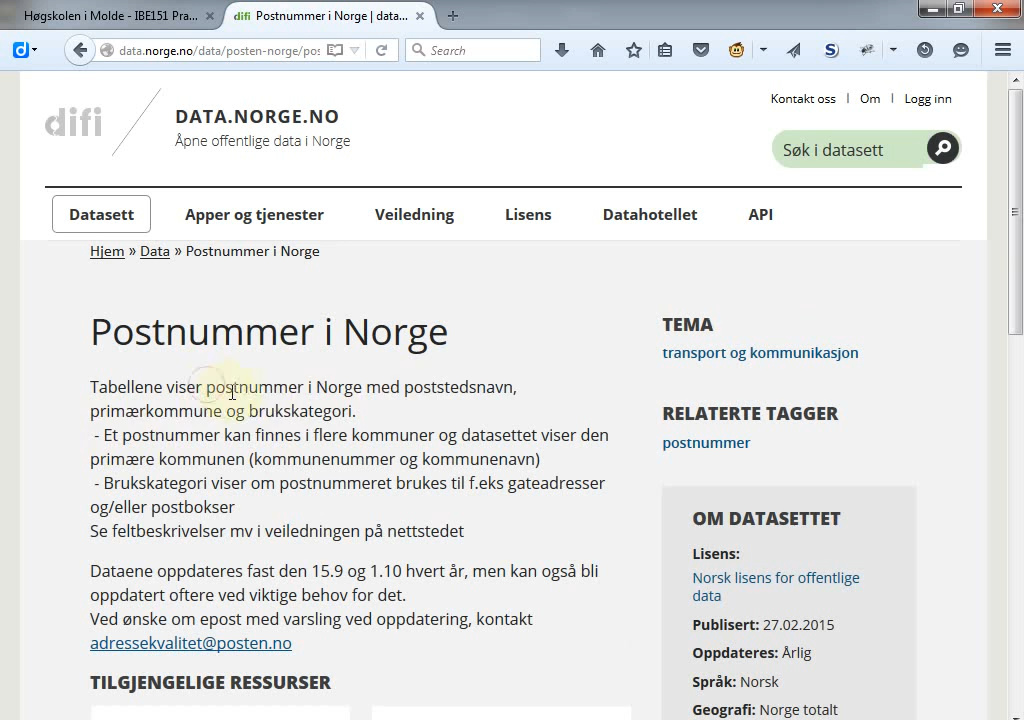 Høgskolen i Molde - IBE151 Pra...
difi Postnummer i Norge | data...
data.norge.no/data/posten-norge/pos
Search
difi
DATA.NORGE.NO
Åpne offentlige data i Norge
Kontakt oss | Om | Logg inn
Søk i datasett
Datasett Apper og tjenester Veiledning Lisens Datahotellet API
Hjem » Data » Postnummer i Norge
Postnummer i Norge
Tabellene viser postnummer i Norge med poststedsnavn,
primærkommune og brukskategori.
- Et postnummer kan finnes i flere kommuner og datasettet viser den
primære kommunen (kommunenummer og kommunenavn)
- Brukskategori viser om postnummeret brukes til f.eks gateadresser
og/eller postbokser
Se feltbeskrivelser mv i veiledningen på nettstedet
Dataene oppdateres fast den 15.9 og 1.10 hvert år, men kan også bli
oppdatert oftere ved viktige behov for det.
Ved ønske om epost med varsling ved oppdatering, kontakt
adressekvalitet@posten.no
TILGJENGELIGE RESSURSER
TEMA
transport og kommunikasjon
RELATERTE TAGGER
postnummer
OM DATASETTET
Lisens:
Norsk lisens for offentlige
data
Publisert: 27.02.2015
Oppdateres: Årlig
Språk: Norsk
Geografi: Norge totalt